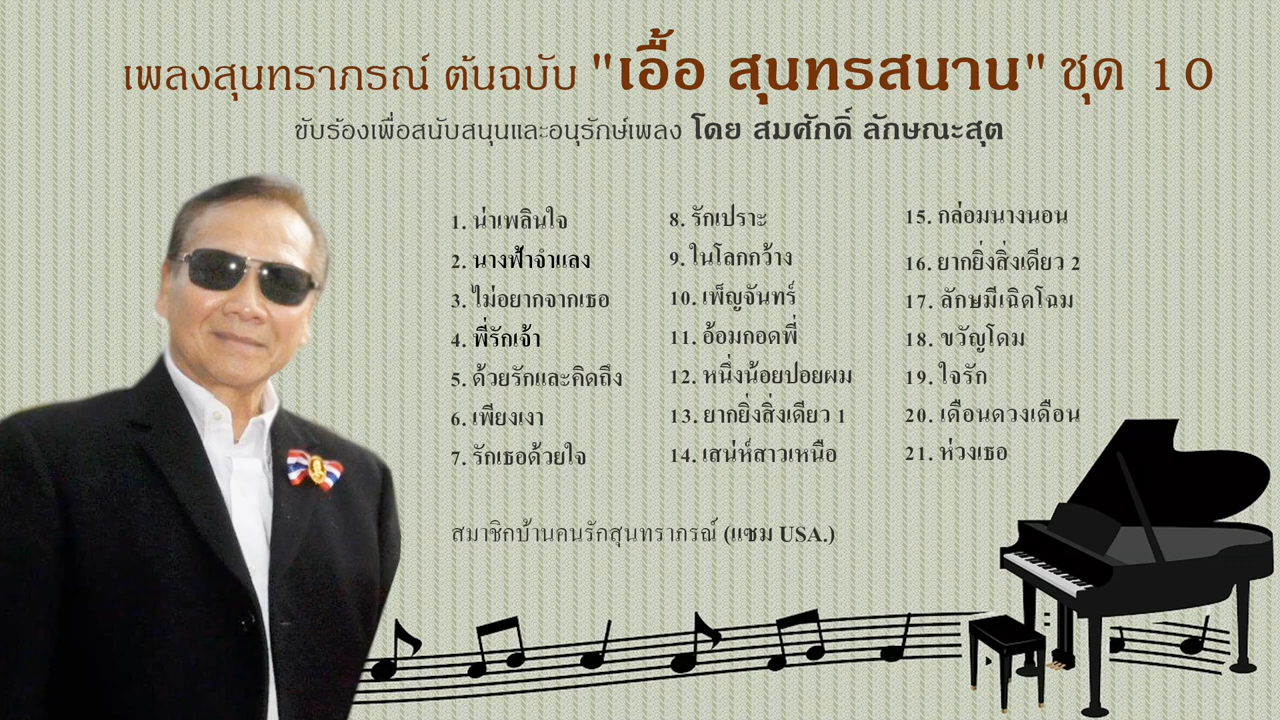 เพลงสุนทราภรณ์ ต้นฉบับ "เอื้อ สุนทรสนาน" ชุด 10
ขับร้องเพื่อสนับสนุนและอนุรักษ์เพลง โดย สมศักดิ์ ลักษณะสุต
1. น่าเพลินใจ
2. นางฟ้าจำแลง
3. ไม่อยากจากเธอ
4. พี่รักเจ้า
5. ด้วยรักและคิดถึง
6. เพียงเงา
7. รักเธอด้วยใจ
8. รักเปราะ
9. ในโลกกว้าง
10. เพ็ญจันทร์
11. อ้อมกอดพี่
12. หนึ่งน้อยปอยผม
13. ยากยิ่งสิ่งเดียว 1
14. เสน่ห์สาวเหนือ
15. กล่อมนางนอน
16. ยากยิ่งสิ่งเดียว 2
17. ลักษมีเฉิดโฉม
18. ขวัญโดม
19. ใจรัก
20. เดือนดวงเดือน
21. ห่วงเธอ
สมาชิกบ้านคนรักสุนทราภรณ์ (แซม USA.)